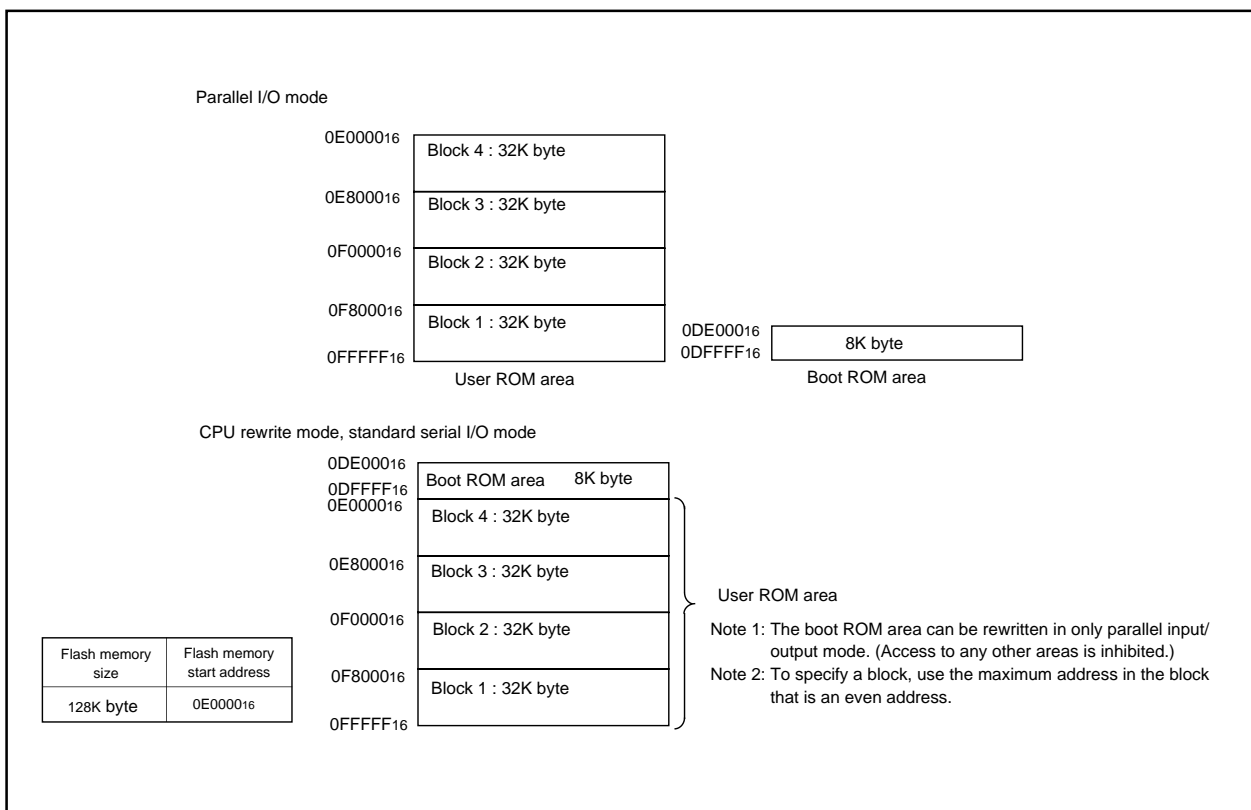 Parallel I/O mode
0E000016
Block 4 : 32K byte
0E800016
Block 3 : 32K byte
0F000016
Block 2 : 32K byte
0F800016
Block 1 : 32K byte
0FFFFF16
User ROM area
0DE00016
0DFFFF16
8K byte
Boot ROM area
CPU rewrite mode, standard serial I/O mode
0DE00016
0DFFFF16
Boot ROM area 8K byte
0E000016
Block 4 : 32K byte
0E800016
Block 3 : 32K byte
0F000016
Block 2 : 32K byte
0F800016
Block 1 : 32K byte
0FFFFF16
User ROM area
Note 1: The boot ROM area can be rewritten in only parallel input/
output mode. (Access to any other areas is inhibited.)
Note 2: To specify a block, use the maximum address in the block
that is an even address.
Flash memory
size
Flash memory
start address
128K byte
0E000016